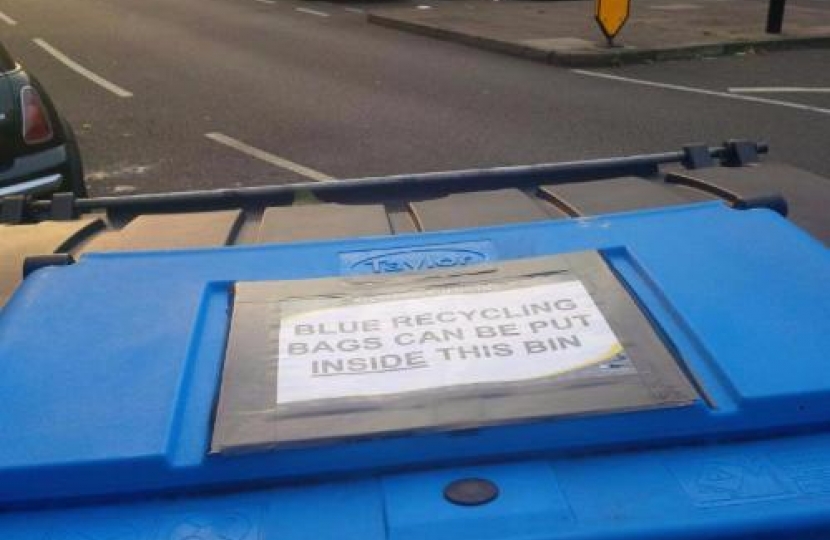 Taylor
BLUE RECYCLING
BAGS CAN BE PUT
INSIDE THIS BIN